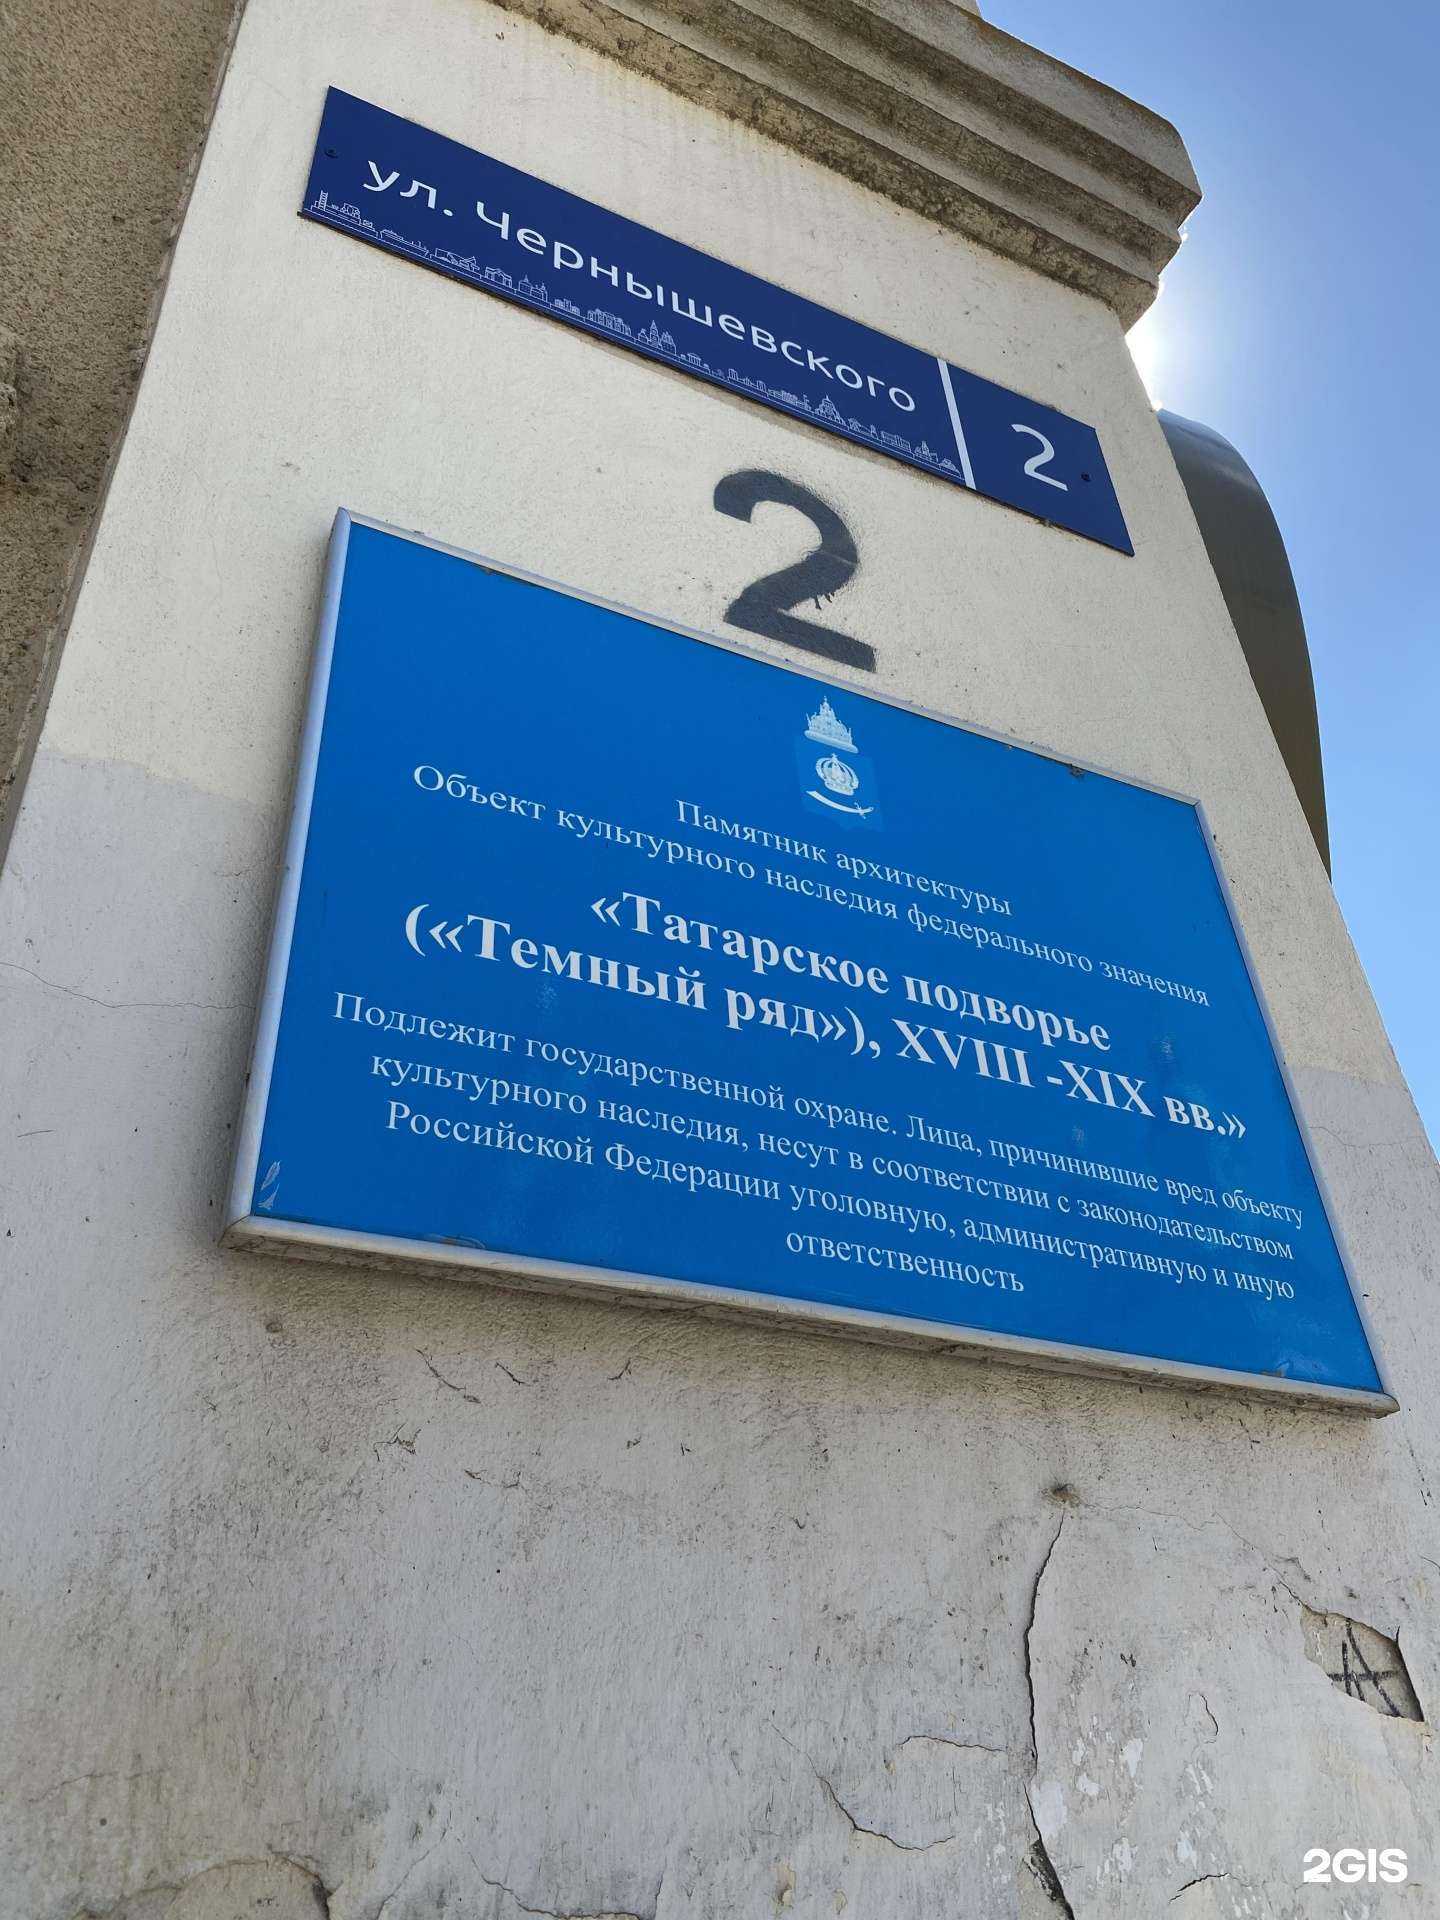 ул. Чернышевского 2
2
Памятник архитектуры
Объект культурного наследия федерального значения
«Татарское подворье
(«Темный ряд»), XVIII -XIX вв.»
Подлежит государственной охране. Лица, причинившие вред объекту
культурного наследия, несут в соответствии с законодательством
Российской Федерации уголовную, административную и иную
ответственность
А
2GIS